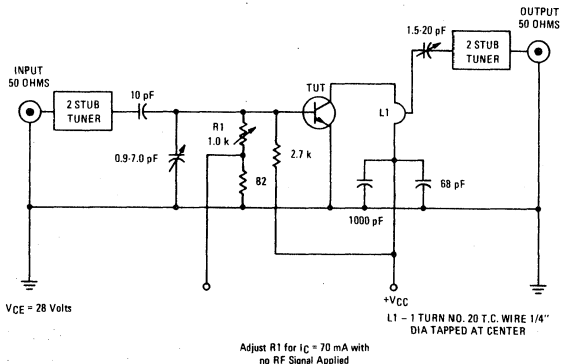 OUTPUT
50 OHMS
1.5-20 pF
2 STUB
TUNER
INPUT
50 OHMS
2 STUB
TUNER
10 pF
TUT
L1
R1
1.0 k
0.9-7.0 pF
2.7 k
82
1000 pF
68 pF
+VCC
VCE = 28 Volts
L1 – 1 TURN NO. 20 T.C. WIRE 1/4"
DIA TAPPED AT CENTER
Adjust R1 for IC = 70 mA with
no RF Signal Applied